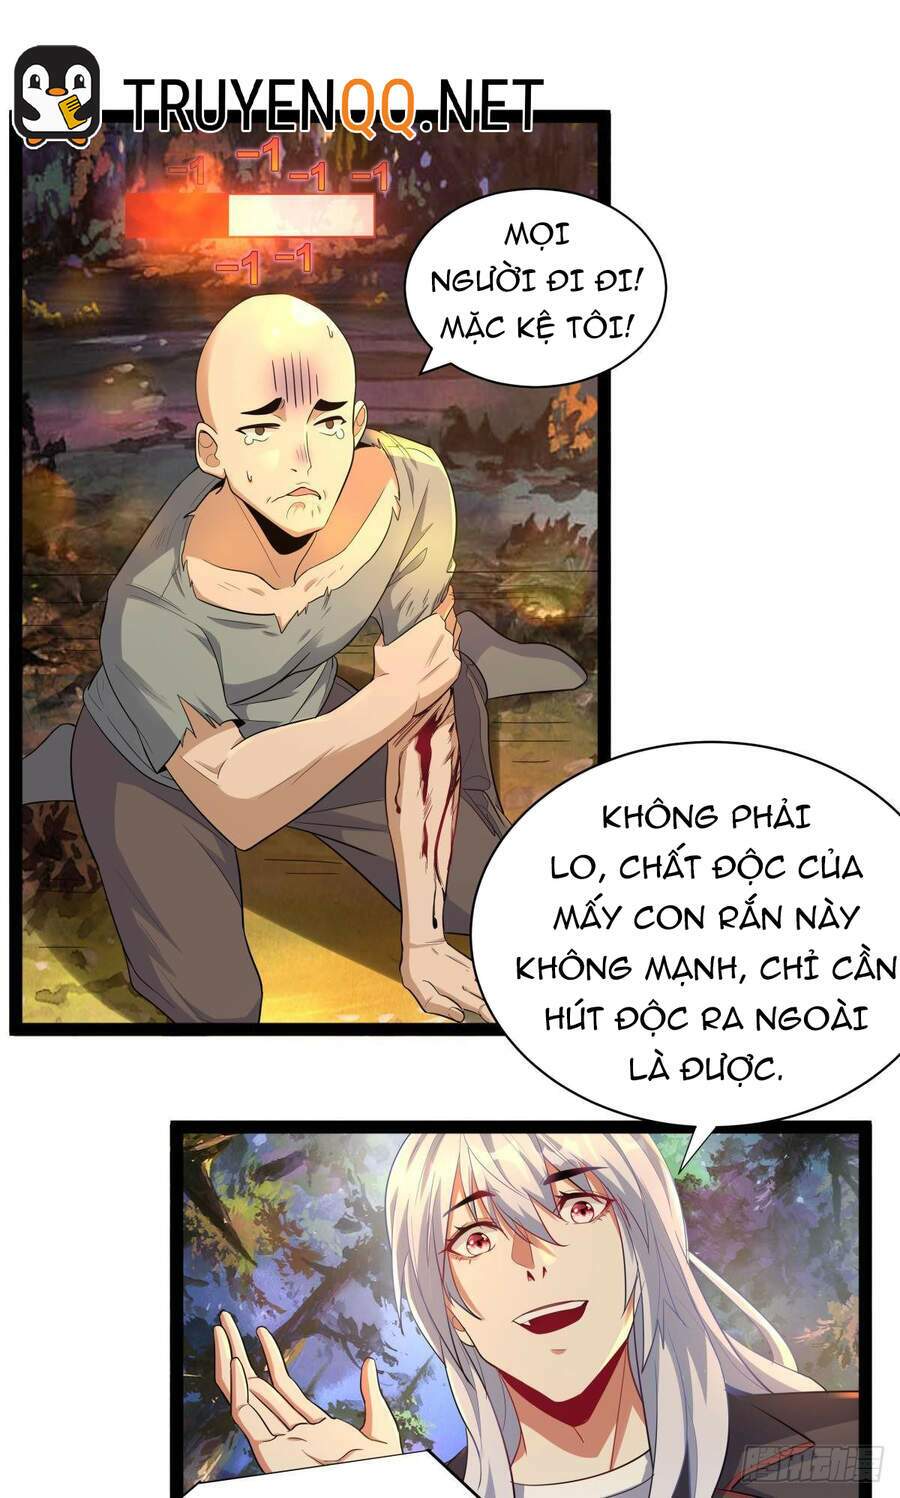 TRUYENQQ.NET
-1
-1
-1
-1
-1
-1
MỌI
NGƯỜI ĐI ĐI!
MẶC KỆ TÔI!
KHÔNG PHẢI
LO, CHẤT ĐỘC CỦA
MẤY CON RẮN NÀY
KHÔNG MẠNH, CHỈ CẦN
HÚT ĐỘC RA NGOÀI
LÀ ĐƯỢC.